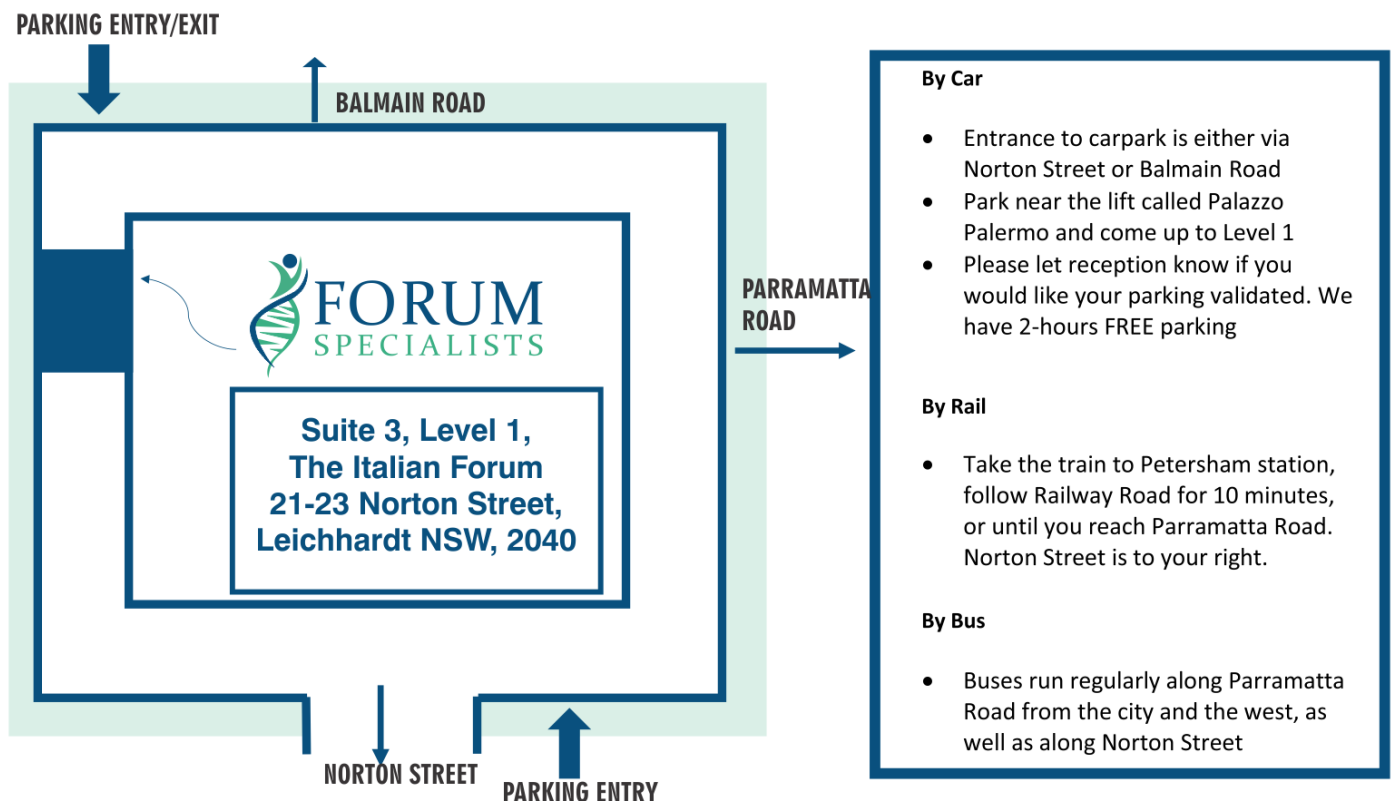 PARKING ENTRY/EXIT
BALMAIN ROAD
FORUM
SPECIALISTS
Suite 3, Level 1,
The Italian Forum
21-23 Norton Street,
Leichhardt NSW, 2040
PARRAMATTA
ROAD
NORTON STREET
PARKING ENTRY
By Car
• Entrance to carpark is either via
Norton Street or Balmain Road
• Park near the lift called Palazzo
Palermo and come up to Level 1
• Please let reception know if you
would like your parking validated. We
have 2-hours FREE parking
By Rail
• Take the train to Petersham station,
follow Railway Road for 10 minutes,
or until you reach Parramatta Road.
Norton Street is to your right.
By Bus
• Buses run regularly along Parramatta
Road from the city and the west, as
well as along Norton Street